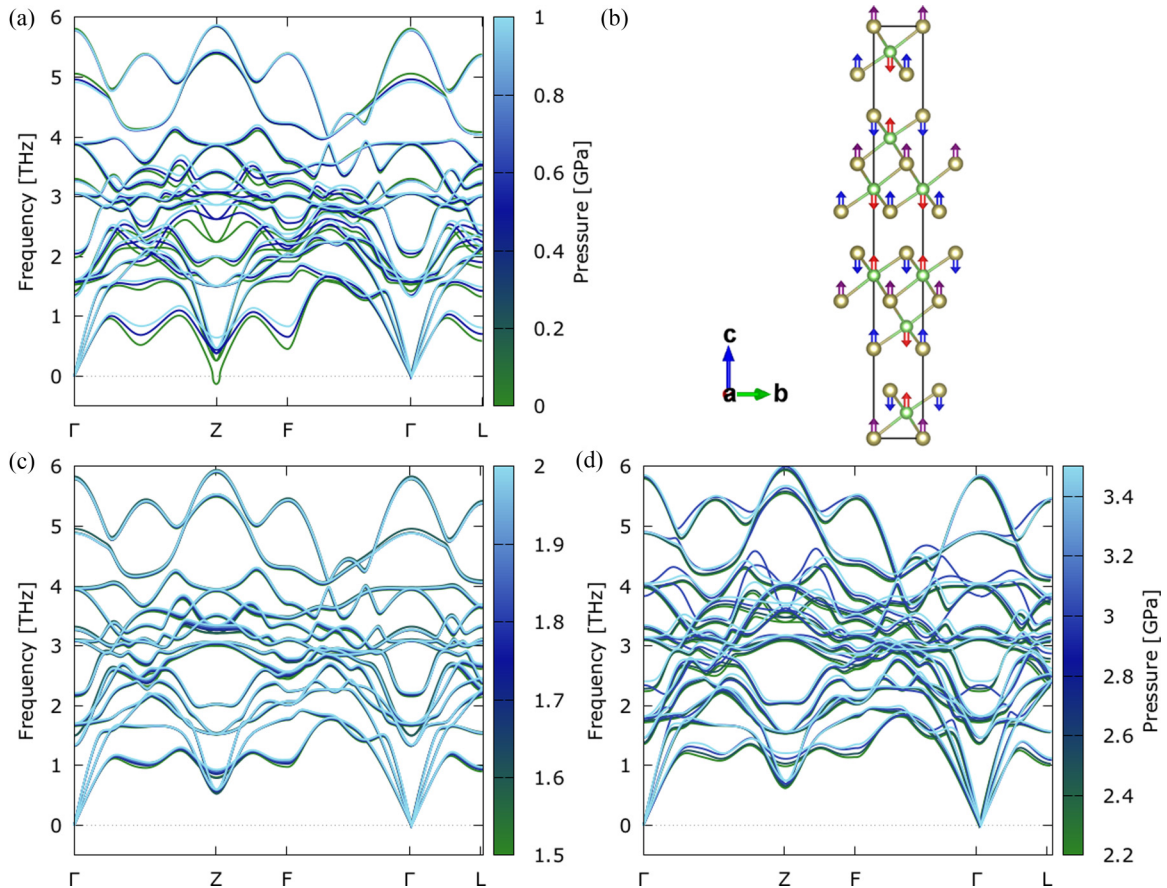 (a)
6
5
4
3
2
1
0
Frequency [THz]
Γ Z F Γ L
1
0.8
0.6
0.4
0.2
0
Pressure [GPa]
(b)
c
a b
(c)
6
5
4
3
2
1
0
Frequency [THz]
Γ Z F Γ L
2
1.9
1.8
1.7
1.6
1.5
(d)
6
5
4
3
2
1
0
Frequency [THz]
Γ Z F Γ L
3.4
3.2
3
2.8
2.6
2.4
2.2
Pressure [GPa]